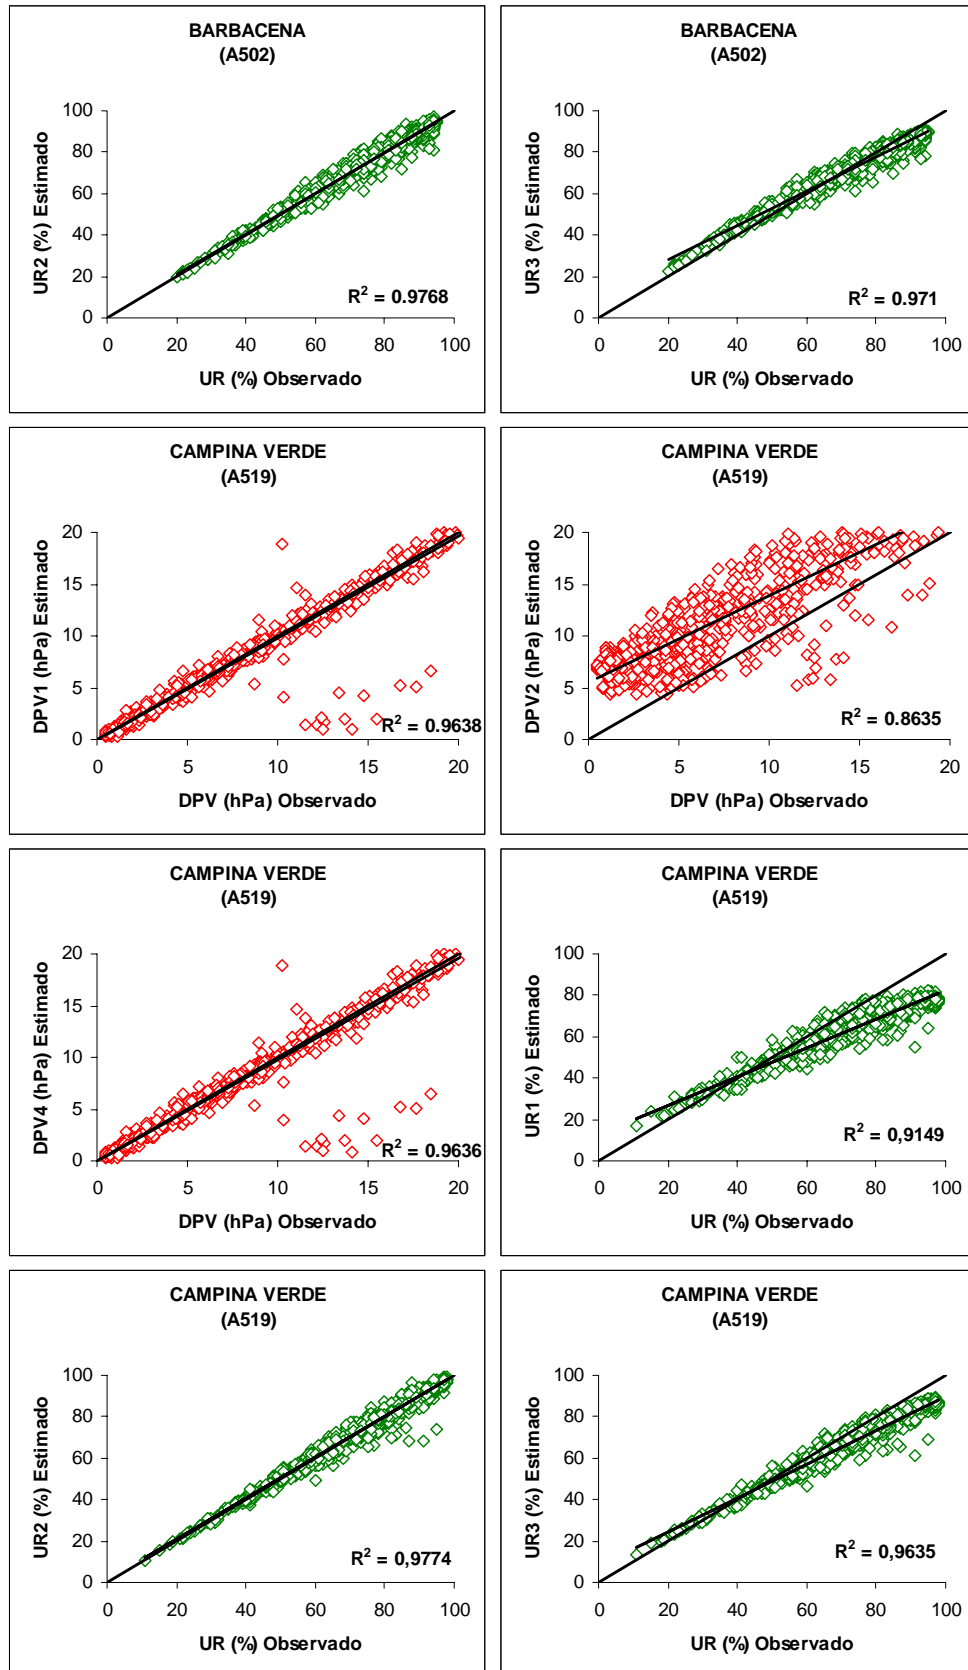 BARBACENA
(A502)
UR2 (%) Estimado
100
80
60
40
20
0
R² = 0.9768
0 20 40 60 80 100
UR (%) Observado
BARBACENA
(A502)
UR3 (%) Estimado
100
80
60
40
20
0
R² = 0.971
0 20 40 60 80 100
UR (%) Observado
CAMPINA VERDE
(A519)
DPV1 (hPa) Estimado
20
15
10
5
0
R² = 0.9638
0 5 10 15 20
DPV (hPa) Observado
CAMPINA VERDE
(A519)
DPV2 (hPa) Estimado
20
15
10
5
0
R² = 0.8635
0 5 10 15 20
DPV (hPa) Observado
CAMPINA VERDE
(A519)
DPV4 (hPa) Estimado
20
15
10
5
0
R² = 0.9636
0 5 10 15 20
DPV (hPa) Observado
CAMPINA VERDE
(A519)
UR1 (%) Estimado
100
80
60
40
20
0
R² = 0,9149
0 20 40 60 80 100
UR (%) Observado
CAMPINA VERDE
(A519)
UR2 (%) Estimado
100
80
60
40
20
0
R² = 0,9774
0 20 40 60 80 100
UR (%) Observado
CAMPINA VERDE
(A519)
UR3 (%) Estimado
100
80
60
40
20
0
R² = 0,9635
0 20 40 60 80 100
UR (%) Observado